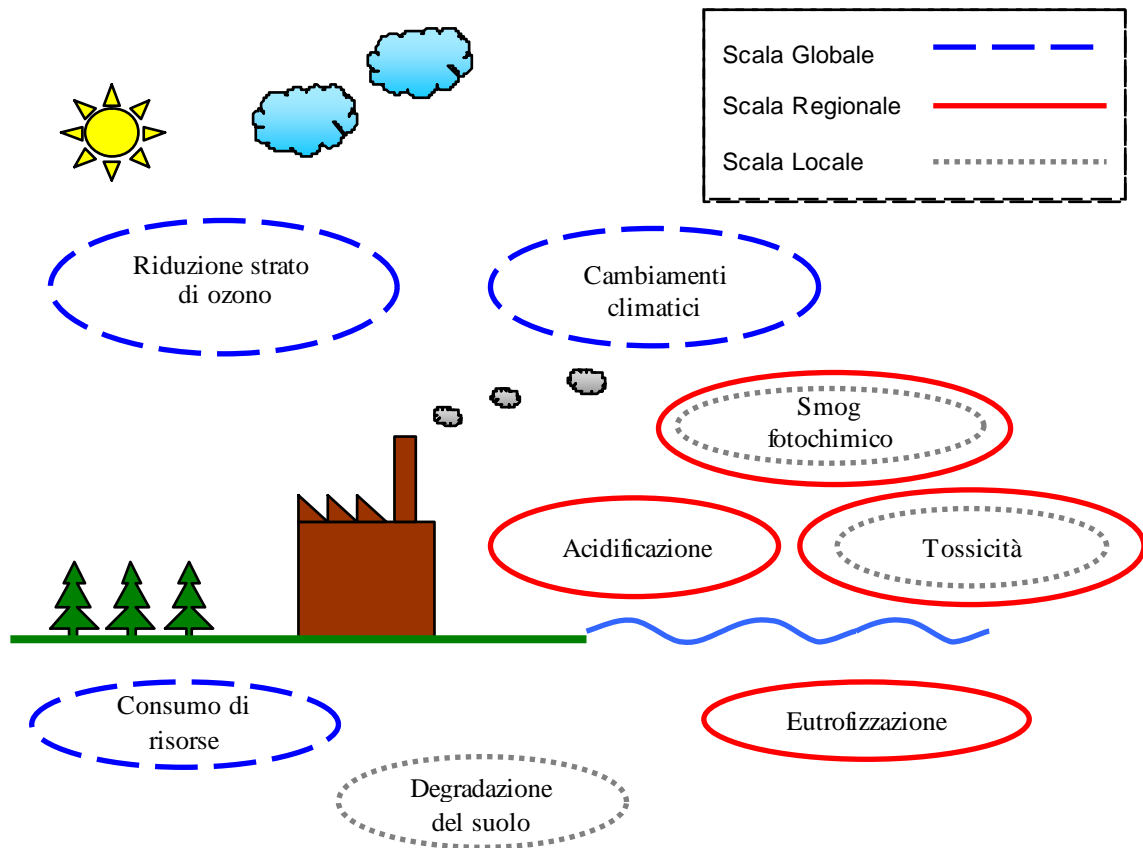 Scala Globale
Scala Regionale
Scala Locale
Riduzione strato
di ozono
Cambiamenti
climatici
Smog
fotochimico
Acidificazione
Tossicità
Consumo di
risorse
Eutrofizzazione
Degradazione
del suolo